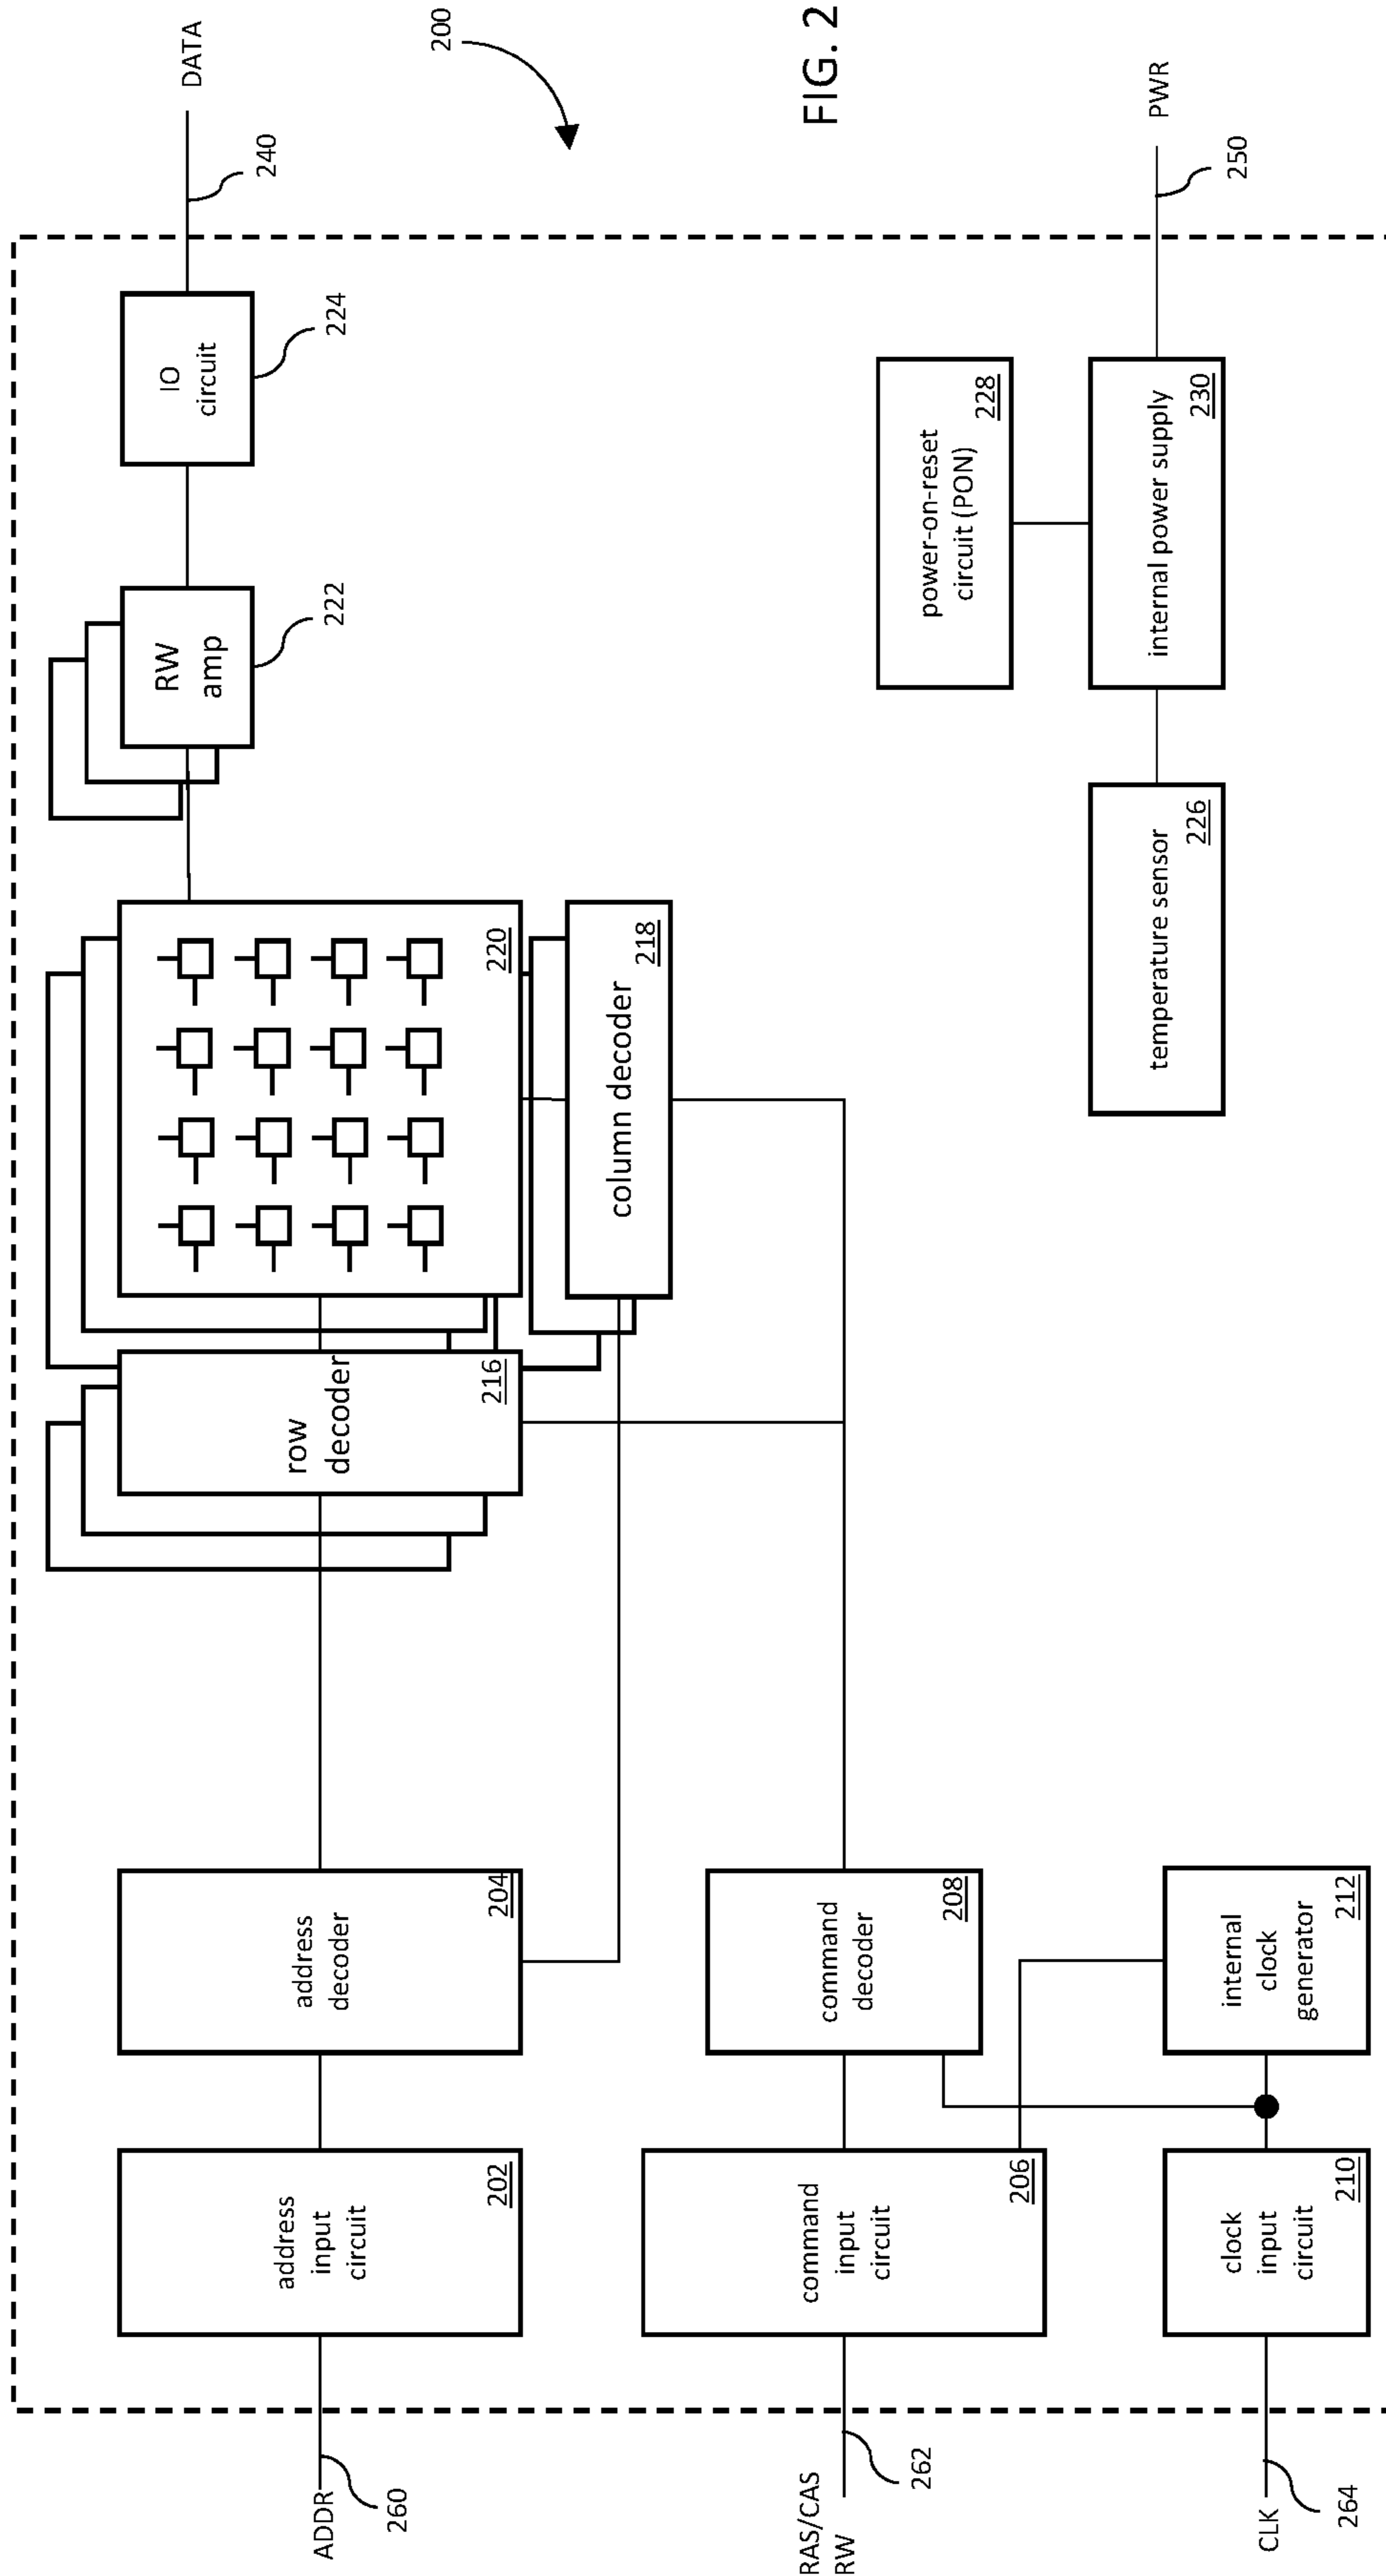 FIG. 2
200
ADDR
260
address
input
circuit
202
address
decoder
204
row
decoder
216
220
column decoder
218
RW
amp
222
IO
circuit
224
240
DATA
RAS/CAS
RW
262
command
input
circuit
206
command
decoder
208
CLK
264
clock
input
circuit
210
internal
clock
generator
212
temperature sensor
226
power-on-reset
circuit (PON)
228
internal power supply
230
250
PWR